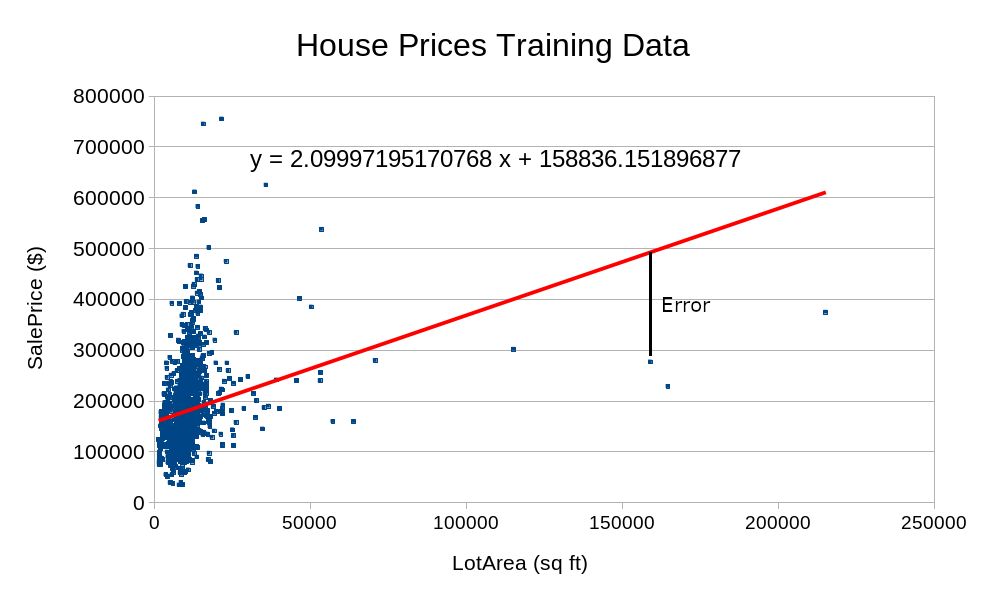 House Prices Training Data
800000
700000
y = 2.09997195170768 x + 158836.151896877
600000
500000
400000
Error
300000
200000
100000
0
SalePrice ($)
0 50000 100000 150000 200000 250000
LotArea (sq ft)